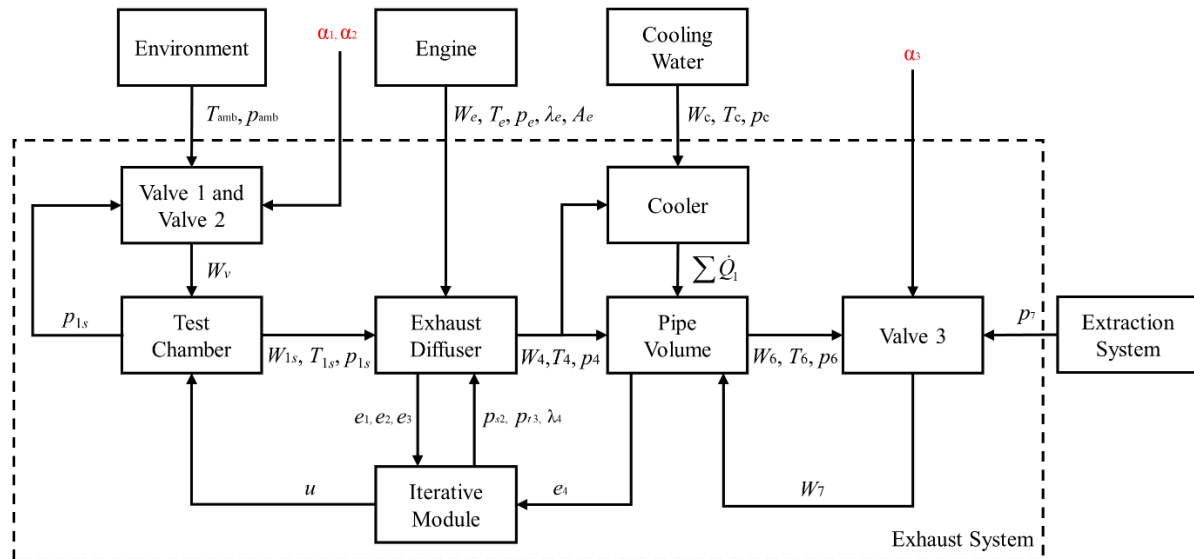 Environment
α1, α2
Engine
Cooling
Water
α3
Tamb, pamb
We, Te, pe, λe, Ae
Wc, Tc, pc
Valve 1 and
Valve 2
Cooler
Wv
∑Q̇1
p1s
Test
Chamber
W1s, T1s, p1s
Exhaust
Diffuser
W4,T4, p4
Pipe
Volume
W6, T6, p6
Valve 3
p7
Extraction
System
e1, e2, e3
ps2, pt3, λ4
u
Iterative
Module
e4
W7
Exhaust System